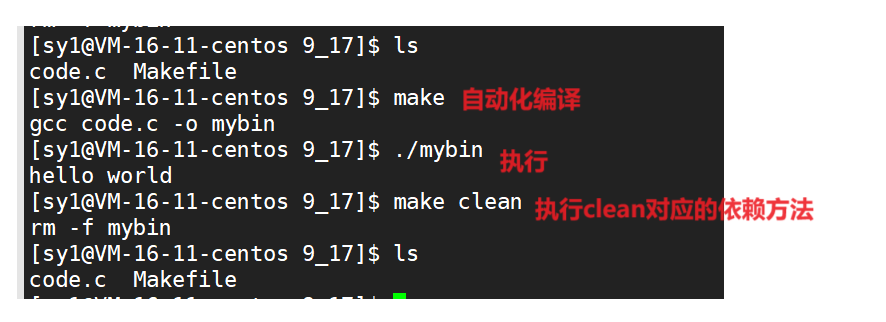 [sy1@VM-16-11-centos 9_17]$ ls
code.c  Makefile
[sy1@VM-16-11-centos 9_17]$ make 自动化编译
gcc code.c -o mybin
[sy1@VM-16-11-centos 9_17]$ ./mybin 执行
hello world
[sy1@VM-16-11-centos 9_17]$ make clean 执行clean对应的依赖方法
rm -f mybin
[sy1@VM-16-11-centos 9_17]$ ls
code.c  Makefile